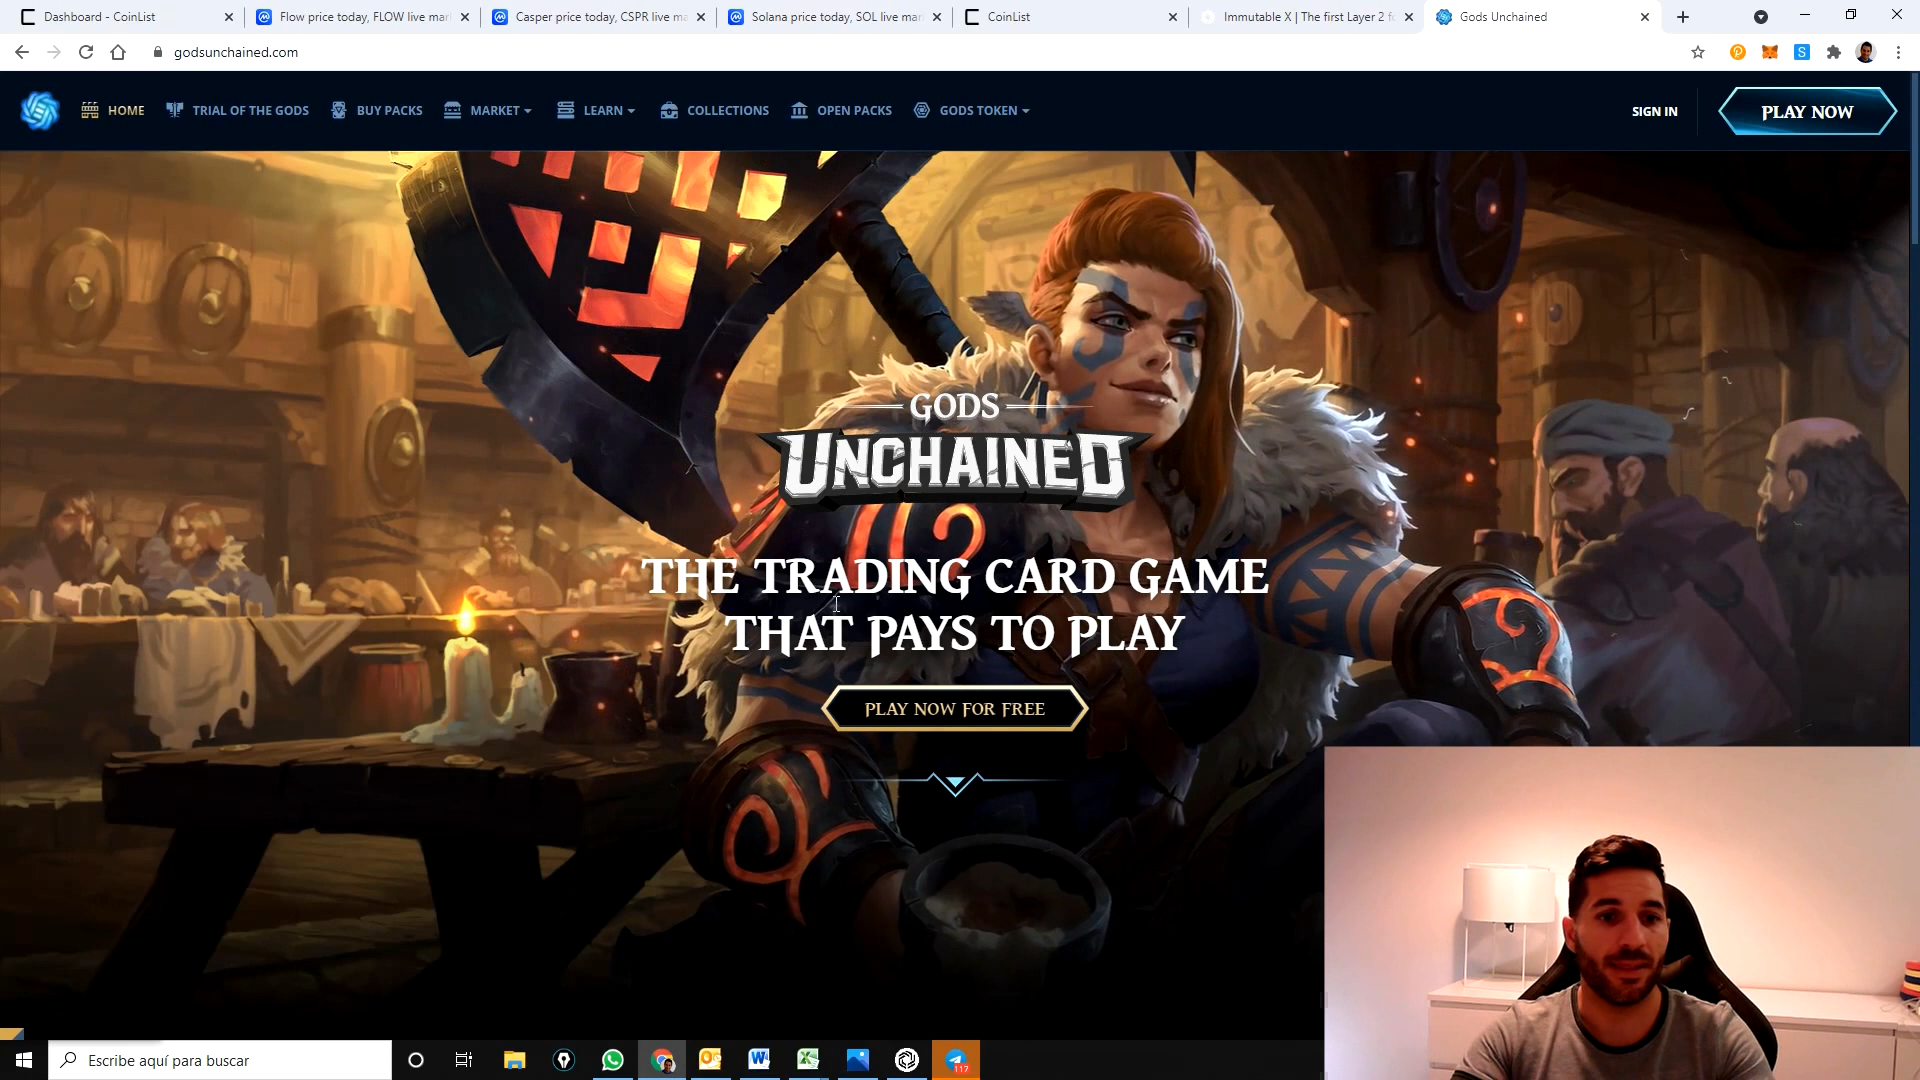 Dashboard - CoinList
Flow price today, FLOW live mar
Casper price today, CSPR live ma
Solana price today, SOL live mar
CoinList
Immutable X | The first Layer 2 fo
Gods Unchained
godsunchained.com
HOME
TRIAL OF THE GODS
BUY PACKS
MARKET
LEARN
COLLECTIONS
OPEN PACKS
GODS TOKEN
SIGN IN
PLAY NOW
GODS
UNCHAINED
THE TRADING CARD GAME
THAT PAYS TO PLAY
PLAY NOW FOR FREE
Escribe aquí para buscar
117